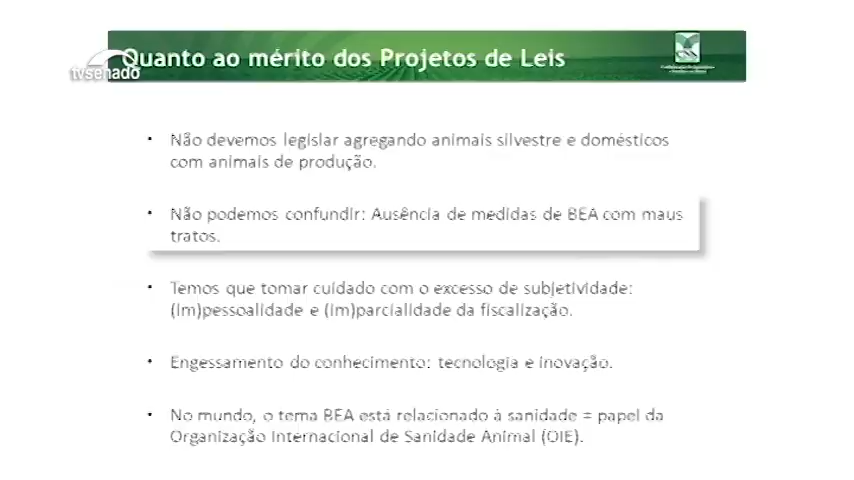 Quanto ao mérito dos Projetos de Leis
tvsenado
• Não devemos legislar agregando animais silvestre e domésticos
com animais de produção.
• Não podemos confundir: Ausência de medidas de BEA com maus
tratos.
• Temos que tomar cuidado com o excesso de subjetividade:
(im)pessoalidade e (im)parcialidade da fiscalização.
• Engessamento do conhecimento: tecnologia e inovação.
• No mundo, o tema BEA está relacionado à sanidade = papel da
Organização Internacional de Sanidade Animal (OIE).